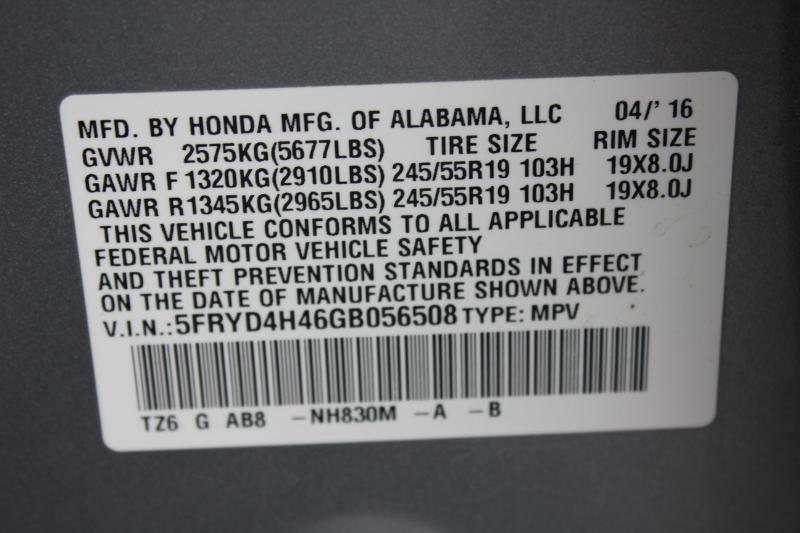 MFD. BY HONDA MFG. OF ALABAMA, LLC 04/' 16
GVWR 2575KG(5677LBS) TIRE SIZE RIM SIZE
GAWR F 1320KG(2910LBS) 245/55R19 103H 19X8.0J
GAWR R1345KG(2965LBS) 245/55R19 103H 19X8.0J
THIS VEHICLE CONFORMS TO ALL APPLICABLE
FEDERAL MOTOR VEHICLE SAFETY
AND THEFT PREVENTION STANDARDS IN EFFECT
ON THE DATE OF MANUFACTURE SHOWN ABOVE.
V.I.N.: 5FRYD4H46GB056508 TYPE: MPV
TZ6 G AB8 -NH830M -A -B